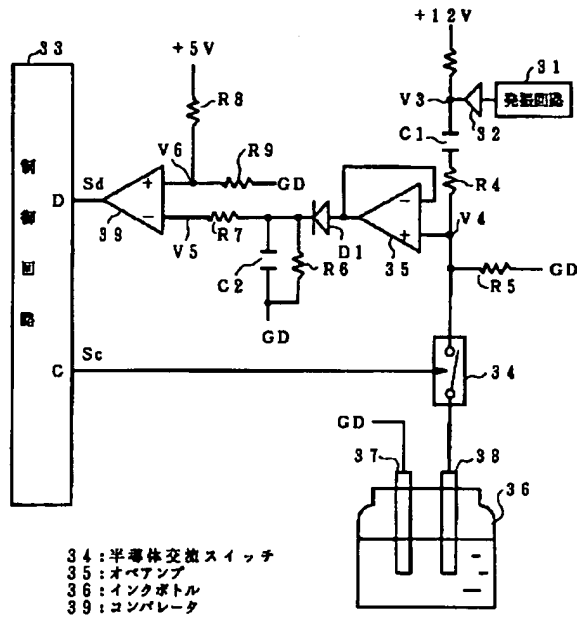 +12V
33
+5V
31
発振回路
V3
32
R8
C1
制御回路
V6
R9
R4
D
Sd
+
GD
-
V4
39
-
V5
R7
D1
+
35
C2
R6
R5
GD
GD
Sc
C
34
GD
37
38
36
34:半導体交流スイッチ
35:オペアンプ
36:インクボトル
39:コンパレータ